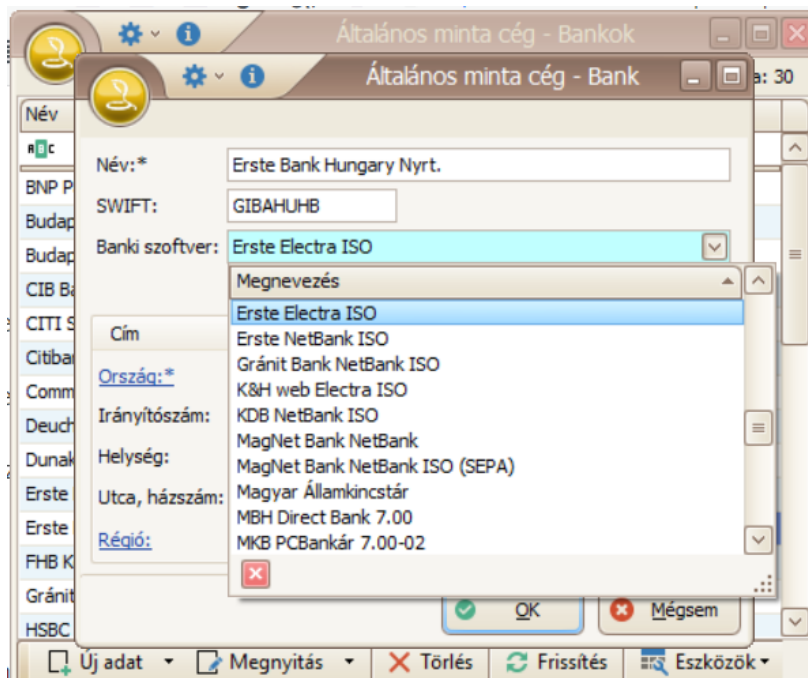 Általános minta cég - Bankok
Általános minta cég - Bank
a: 30
Név
ABC
BNP P
Budap
Budap
CIB Ba
CITI S
Citiban
Comm
Deuch
Dunak
Erste
Erste
FHB K
Gránit
HSBC
Név:*
Erste Bank Hungary Nyrt.
SWIFT:
GIBAHUHB
Banki szoftver:
Erste Electra ISO
Megnevezés
Erste Electra ISO
Erste NetBank ISO
Gránit Bank NetBank ISO
K&H web Electra ISO
KDB NetBank ISO
MagNet Bank NetBank
MagNet Bank NetBank ISO (SEPA)
Magyar Államkincstár
MBH Direct Bank 7.00
MKB PCBankár 7.00-02
Cím
Ország:*
Irányítószám:
Helység:
Utca, házszám:
Régió:
OK
Mégsem
Új adat
Megnyitás
Törlés
Frissítés
Eszközök